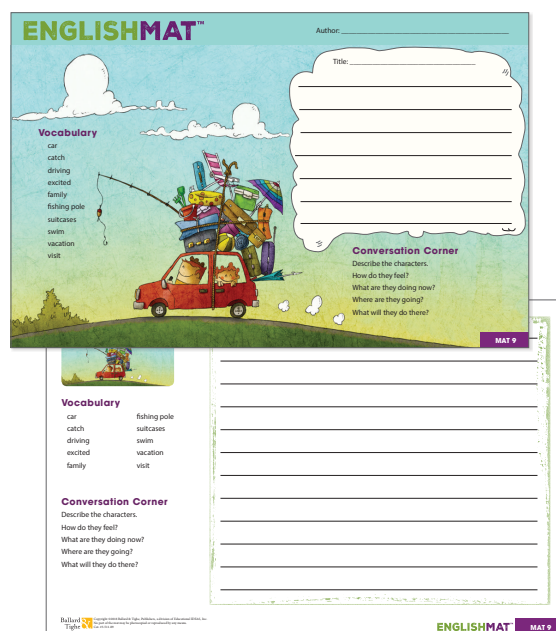 ENGLISHMAT™
Author:
Title:
Vocabulary
car
catch
driving
excited
family
fishing pole
suitcases
swim
vacation
visit
Conversation Corner
Describe the characters.
How do they feel?
What are they doing now?
Where are they going?
What will they do there?
MAT 9
Vocabulary
car
catch
driving
excited
family
fishing pole
suitcases
swim
vacation
visit
Conversation Corner
Describe the characters.
How do they feel?
What are they doing now?
Where are they going?
What will they do there?
Ballard
Tighe
ENGLISHMAT™
MAT 9